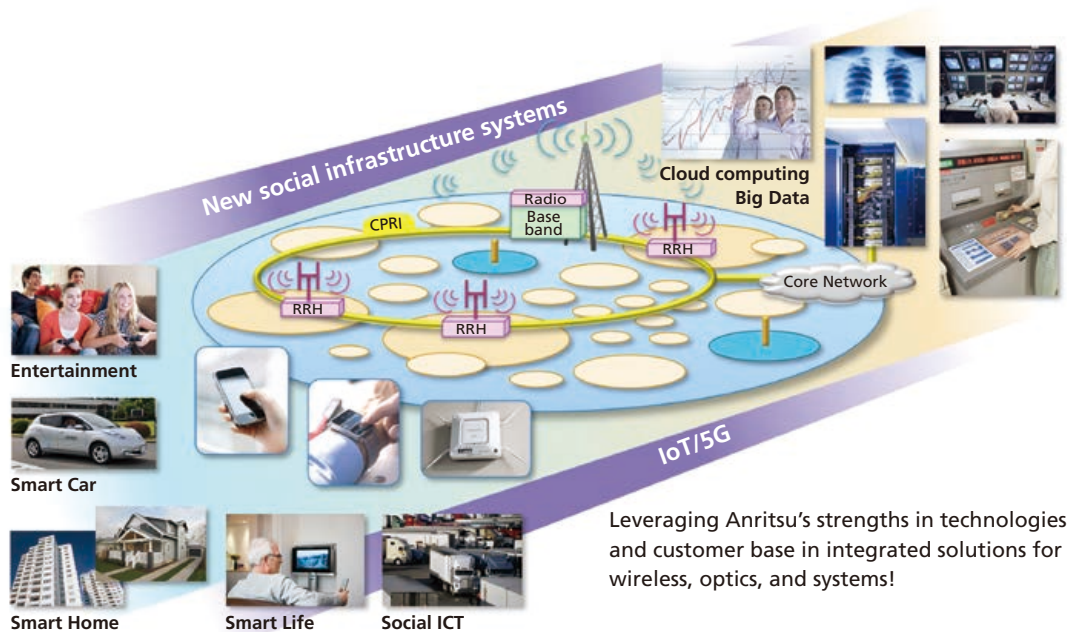 New social infrastructure systems
Cloud computing
Big Data
Radio
Base
band
CPRI
RRH
Core Network
RRH
RRH
Entertainment
Smart Car
IoT/5G
Leveraging Anritsu's strengths in technologies
and customer base in integrated solutions for
wireless, optics, and systems!
Smart Home
Smart Life
Social ICT